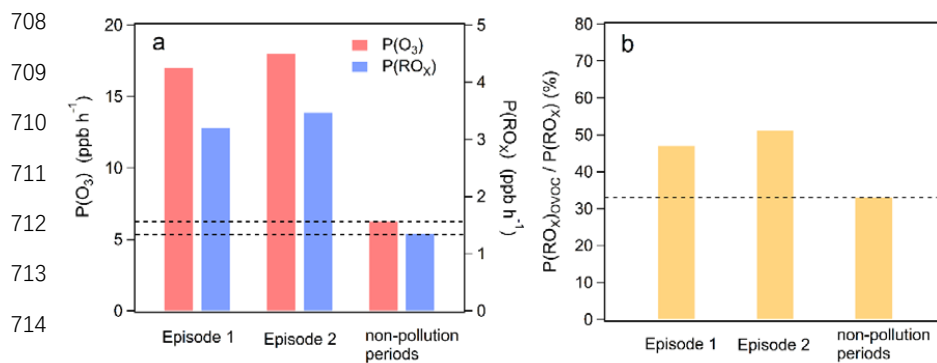 708
709
710
711
712
713
714
a
P(O₃)
P(ROₓ)
P(O₃) (ppb h⁻¹)
20
15
10
5
0
P(ROₓ) (ppb h⁻¹)
5
4
3
2
1
0
Episode 1
Episode 2
non-pollution
periods
b
P(ROₓ)OVOC / P(ROₓ) (%)
80
70
60
50
40
30
20
10
0
Episode 1
Episode 2
non-pollution
periods